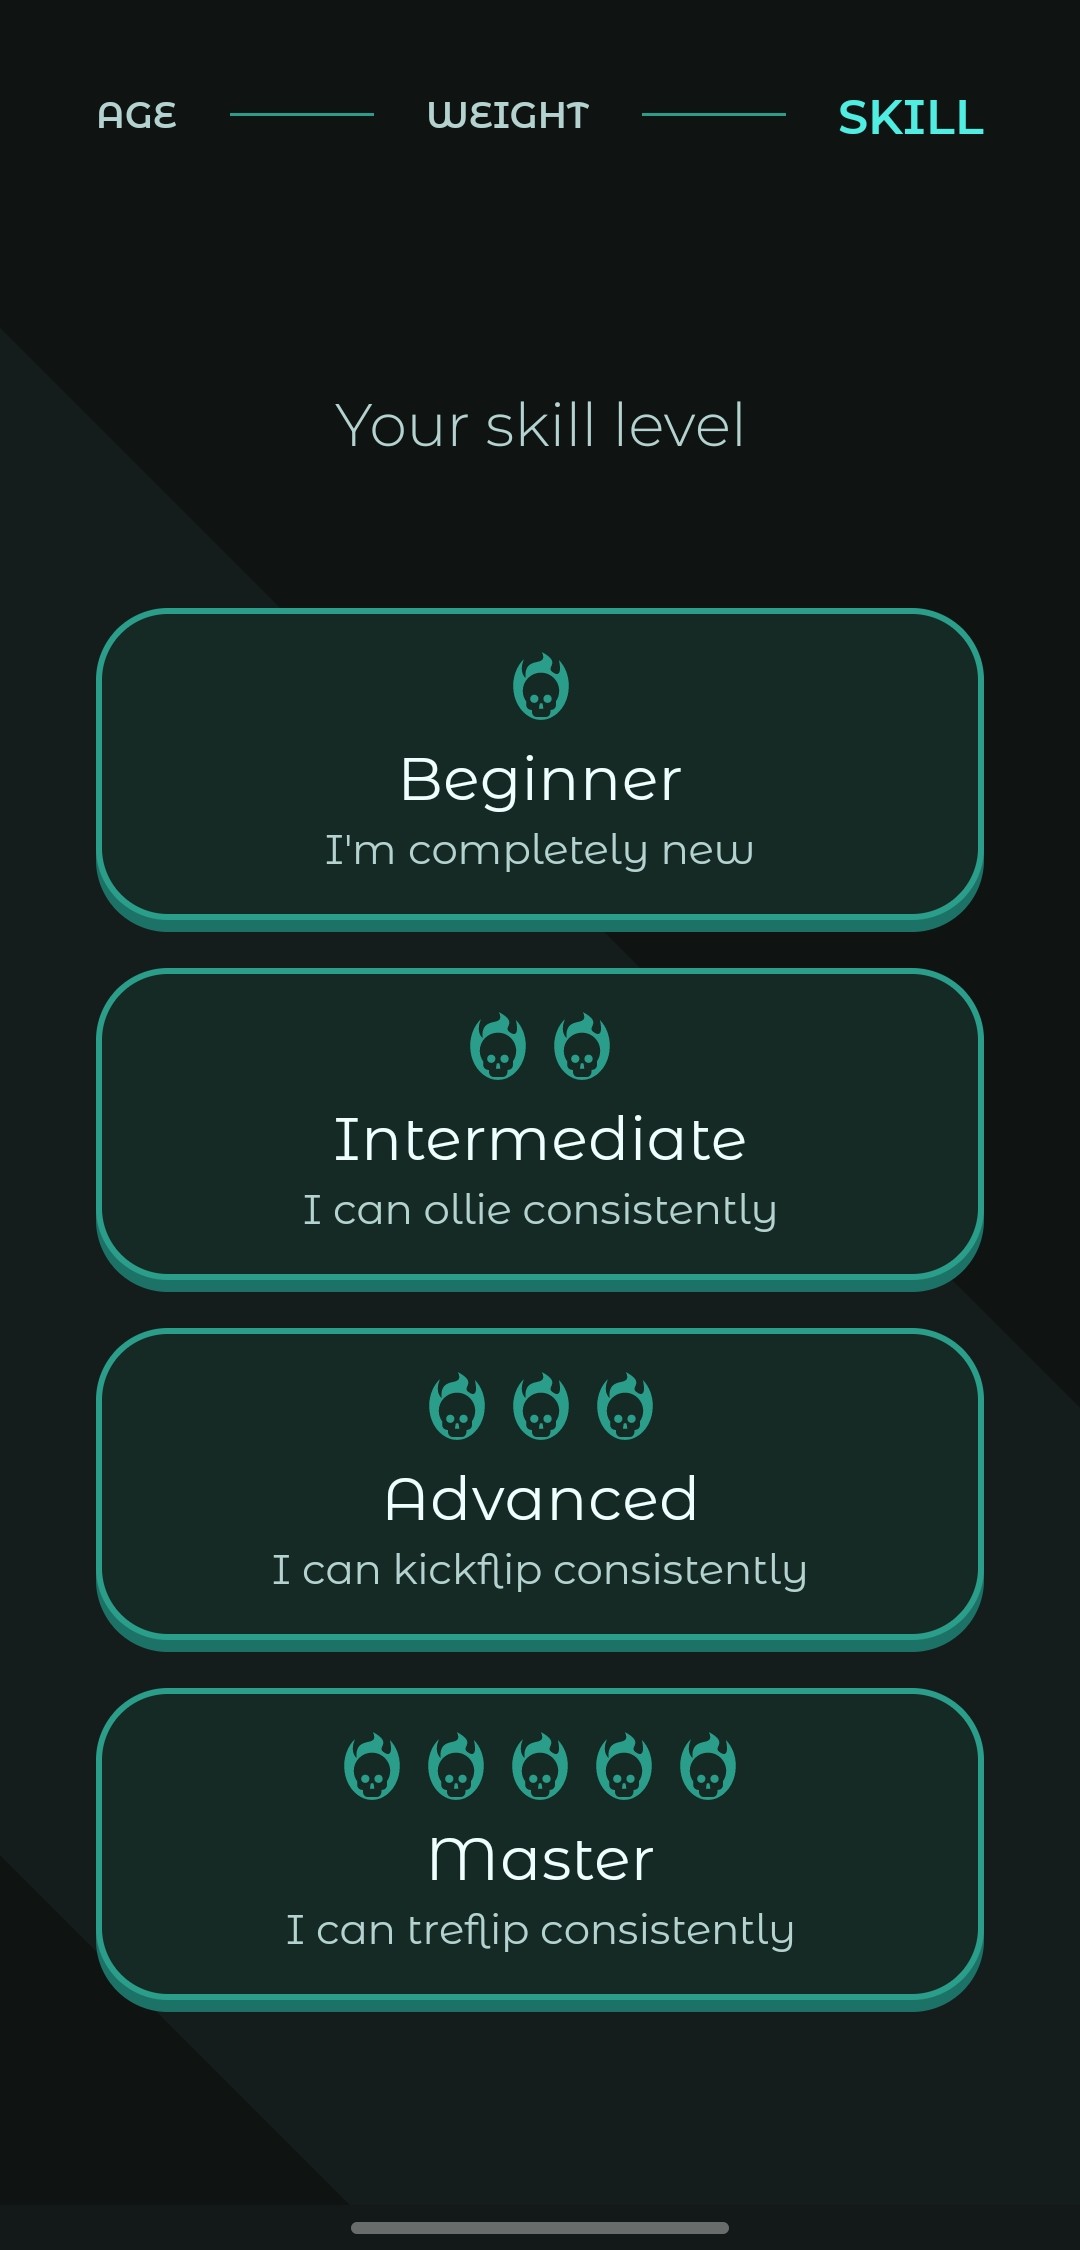 AGE WEIGHT SKILL
Your skill level
Beginner
I'm completely new
Intermediate
I can ollie consistently
Advanced
I can kickflip consistently
Master
I can treflip consistently